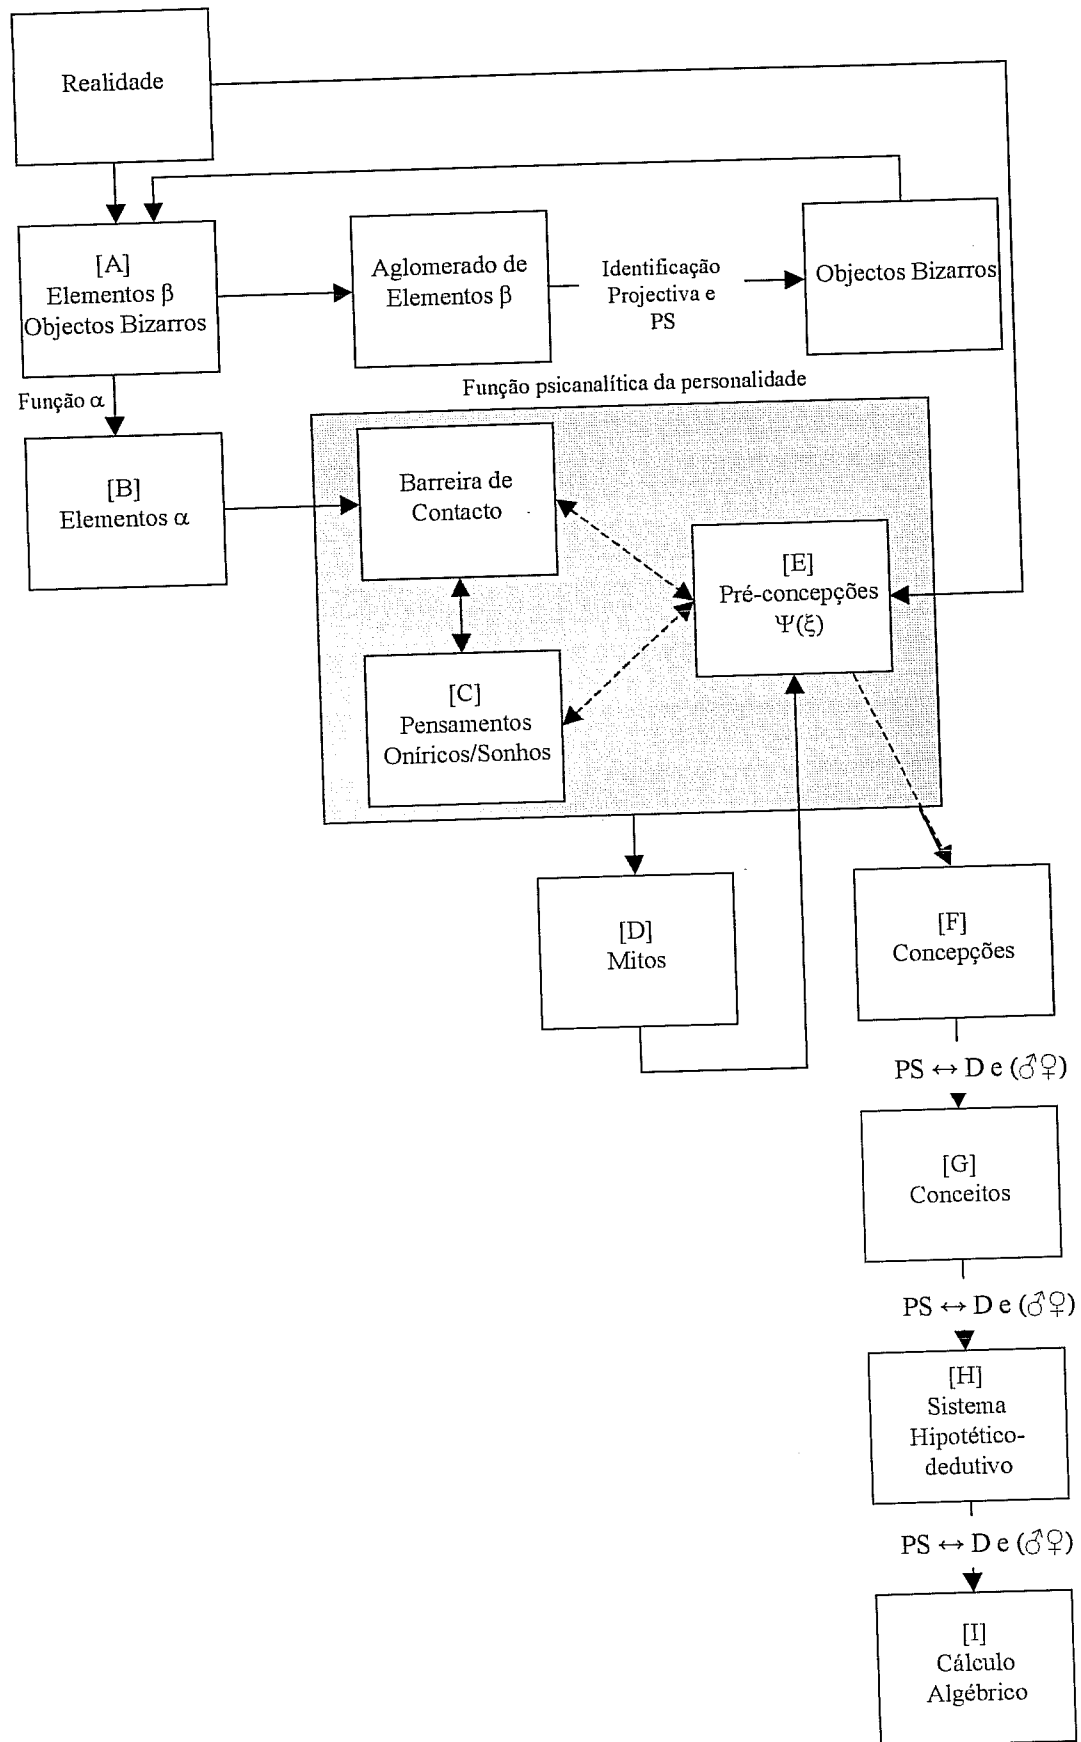 Realidade
[A]
Elementos β
Objectos Bizarros
Aglomerado de
Elementos β
Identificação
Projectiva e
PS
Objectos Bizarros
Função α
Função psicanalítica da personalidade
[B]
Elementos α
Barreira de
Contacto
[E]
Pré-concepções
Ψ(ξ)
[C]
Pensamentos
Oníricos/Sonhos
[D]
Mitos
[F]
Concepções
PS ↔ D e (♂♀)
[G]
Conceitos
PS ↔ D e (♂♀)
[H]
Sistema
Hipotético-
dedutivo
PS ↔ D e (♂♀)
[I]
Cálculo
Algébrico